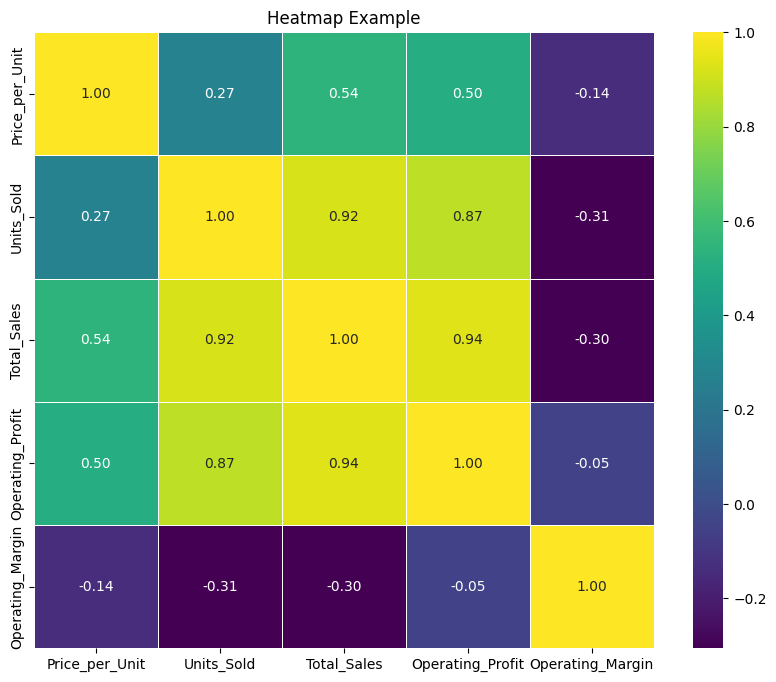 Heatmap Example
Price_per_Unit
1.00 0.27 0.54 0.50 -0.14
Units_Sold
0.27 1.00 0.92 0.87 -0.31
Total_Sales
0.54 0.92 1.00 0.94 -0.30
Operating_Profit
0.50 0.87 0.94 1.00 -0.05
Operating_Margin
-0.14 -0.31 -0.30 -0.05 1.00
Price_per_Unit Units_Sold Total_Sales Operating_Profit Operating_Margin
1.0
0.8
0.6
0.4
0.2
0.0
−0.2